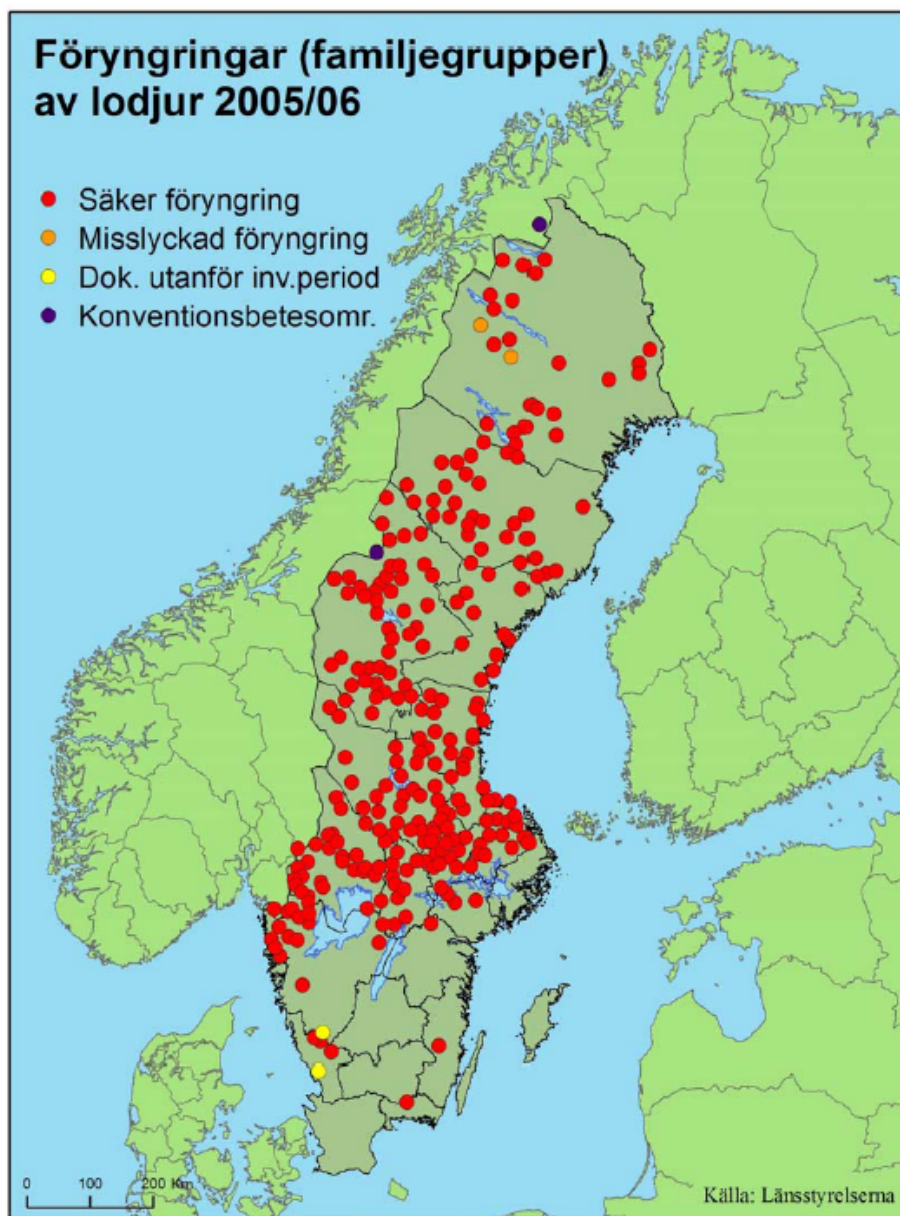 Föryngringar (familjegrupper)
av lodjur 2005/06
Säker föryngring
Misslyckad föryngring
Dok. utanför inv.period
Konventionsbetesomr.
0 100 200 Km
Källa: Länsstyrelserna